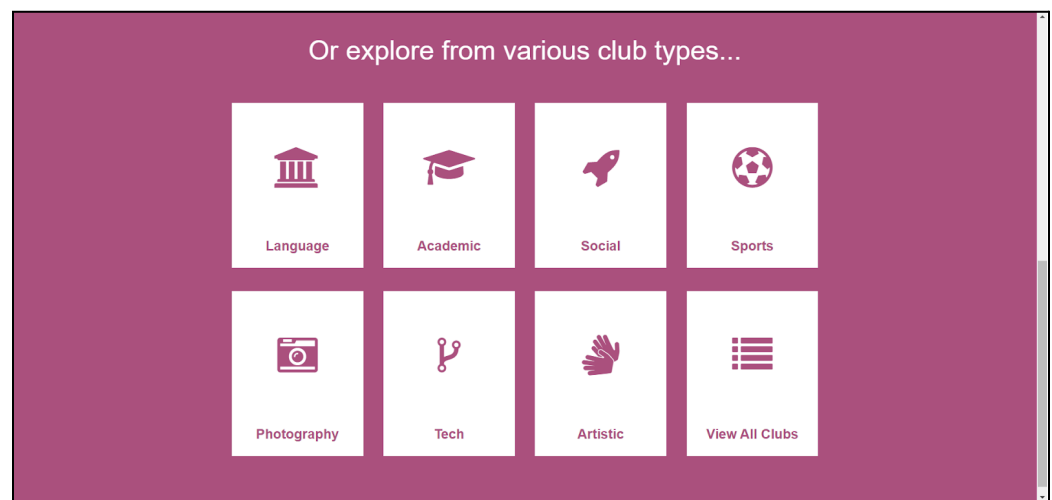 Or explore from various club types...
Language
Academic
Social
Sports
Photography
Tech
Artistic
View All Clubs